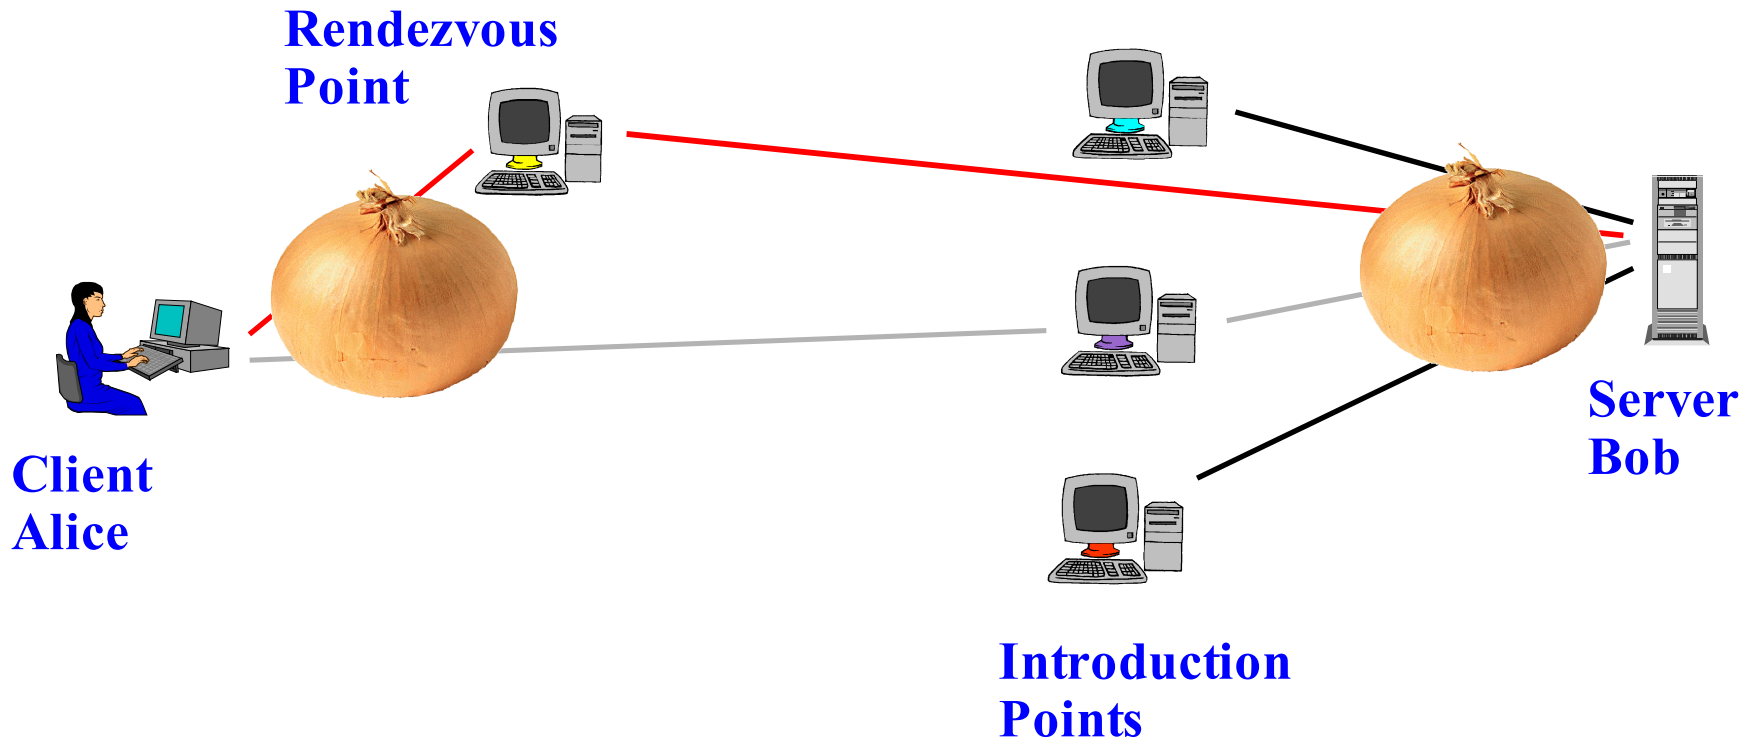 Rendezvous
Point
Client
Alice
Server
Bob
Introduction
Points